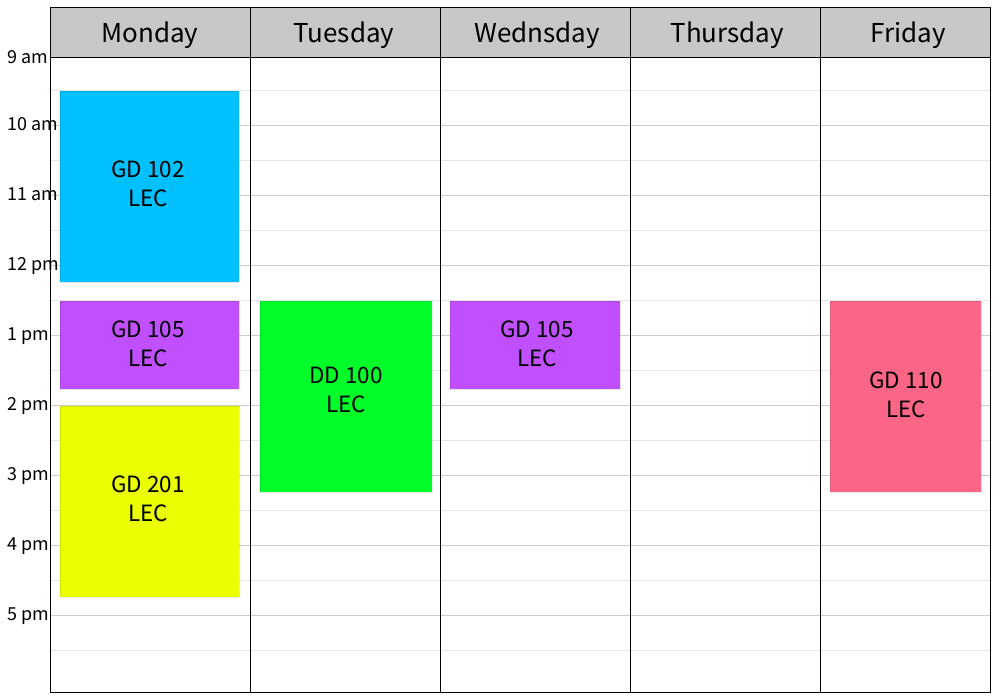 Monday Tuesday Wednsday Thursday Friday
9 am
10 am
GD 102
LEC
11 am
12 pm
GD 105
LEC
GD 105
LEC
1 pm
DD 100
LEC
GD 110
LEC
2 pm
3 pm
GD 201
LEC
4 pm
5 pm